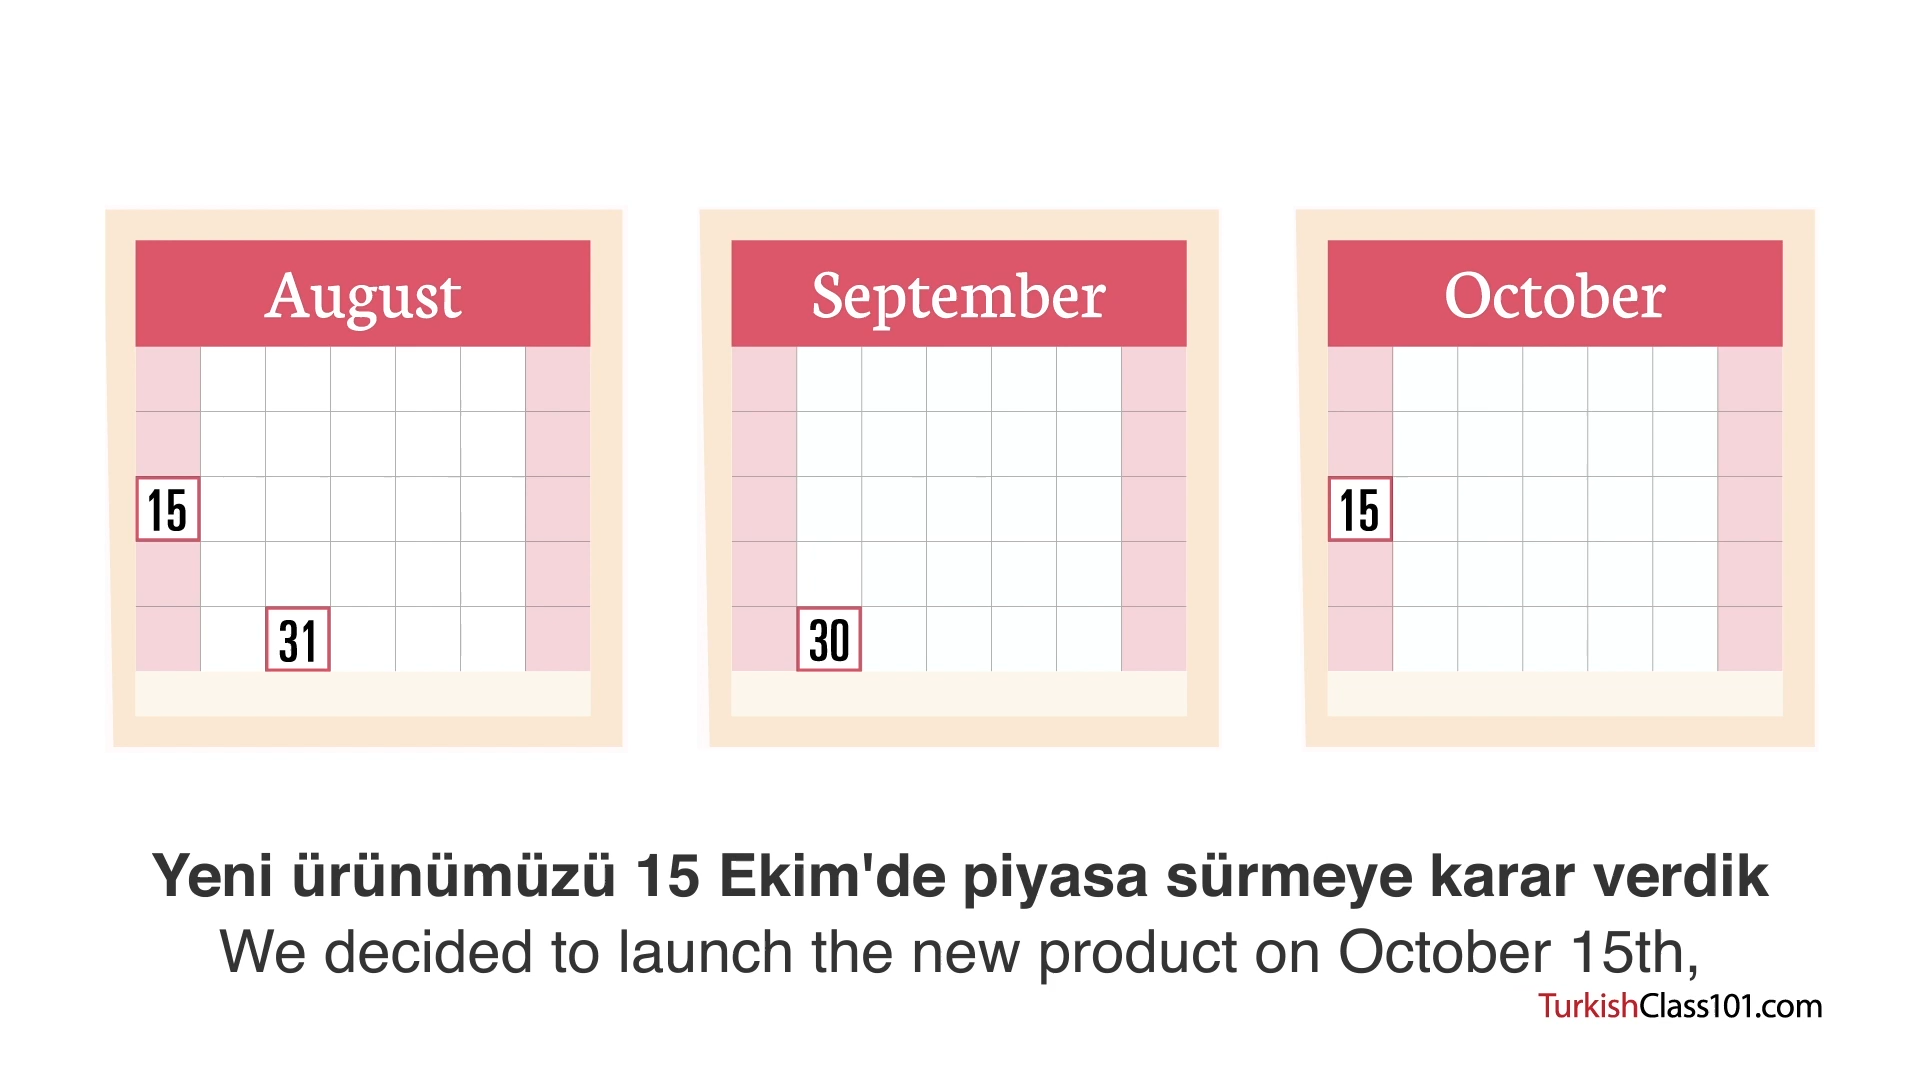 August
September
October
15
15
31
30
Yeni ürünümüzü 15 Ekim'de piyasa sürmeye karar verdik
We decided to launch the new product on October 15th,
TurkishClass101.com